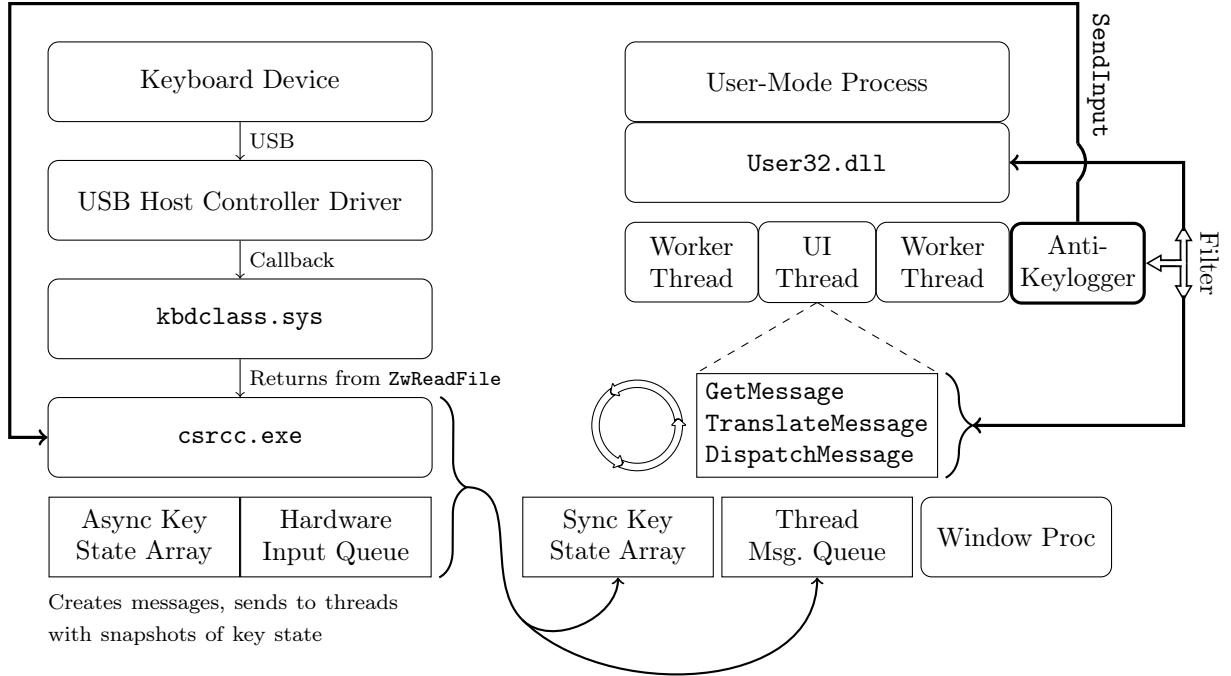 Keyboard Device
USB
USB Host Controller Driver
Callback
kbdclass.sys
Returns from ZwReadFile
csrcc.exe
Async Key
State Array
Hardware
Input Queue
Creates messages, sends to threads
with snapshots of key state
User-Mode Process
User32.dll
Worker
Thread
UI
Thread
Worker
Thread
Anti-
Keylogger
SendInput
Filter
GetMessage
TranslateMessage
DispatchMessage
Sync Key
State Array
Thread
Msg. Queue
Window Proc